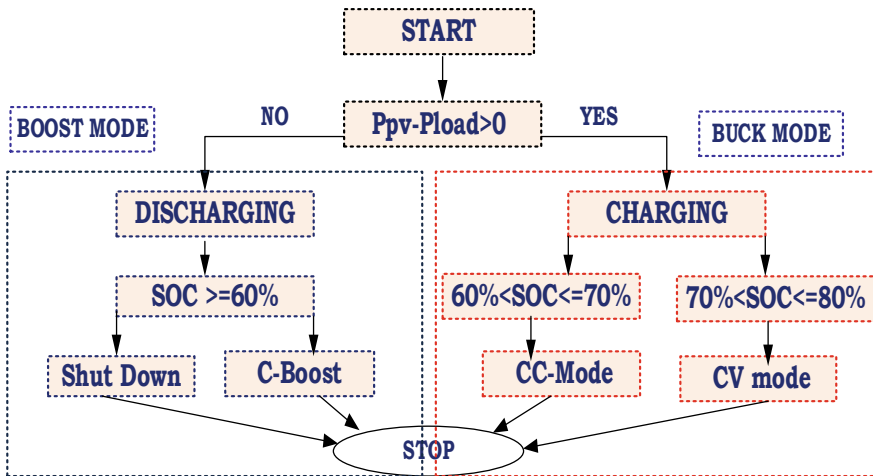 START
NO
YES
BOOST MODE
Ppv-Pload>0
BUCK MODE
DISCHARGING
CHARGING
SOC >=60%
60%<SOC<=70%
70%<SOC<=80%
Shut Down
C-Boost
CC-Mode
CV mode
STOP